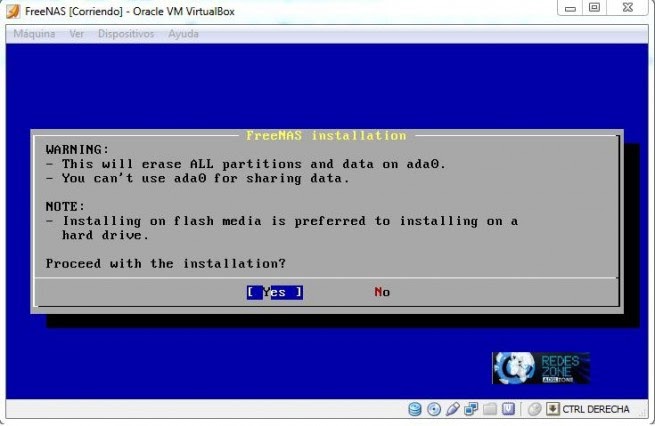 FreeNAS [Corriendo] - Oracle VM VirtualBox
Máquina Ver Dispositivos Ayuda
FreeNAS installation
WARNING:
- This will erase ALL partitions and data on ada0.
- You can't use ada0 for sharing data.
NOTE:
- Installing on flash media is preferred to installing on a
hard drive.
Proceed with the installation?
[ Yes ] No
REDES
ZONE
ADSLZONE
CTRL DERECHA